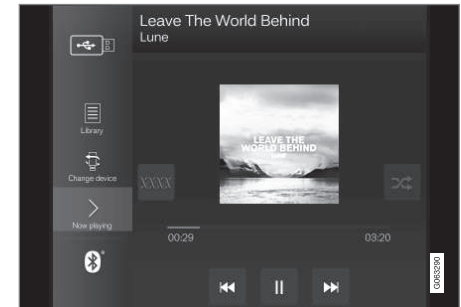 Leave The World Behind
Lune
Library
Change device
Now playing
LEAVE THE
WORLD BEHIND
XXXX
00:29
03:20
G063290